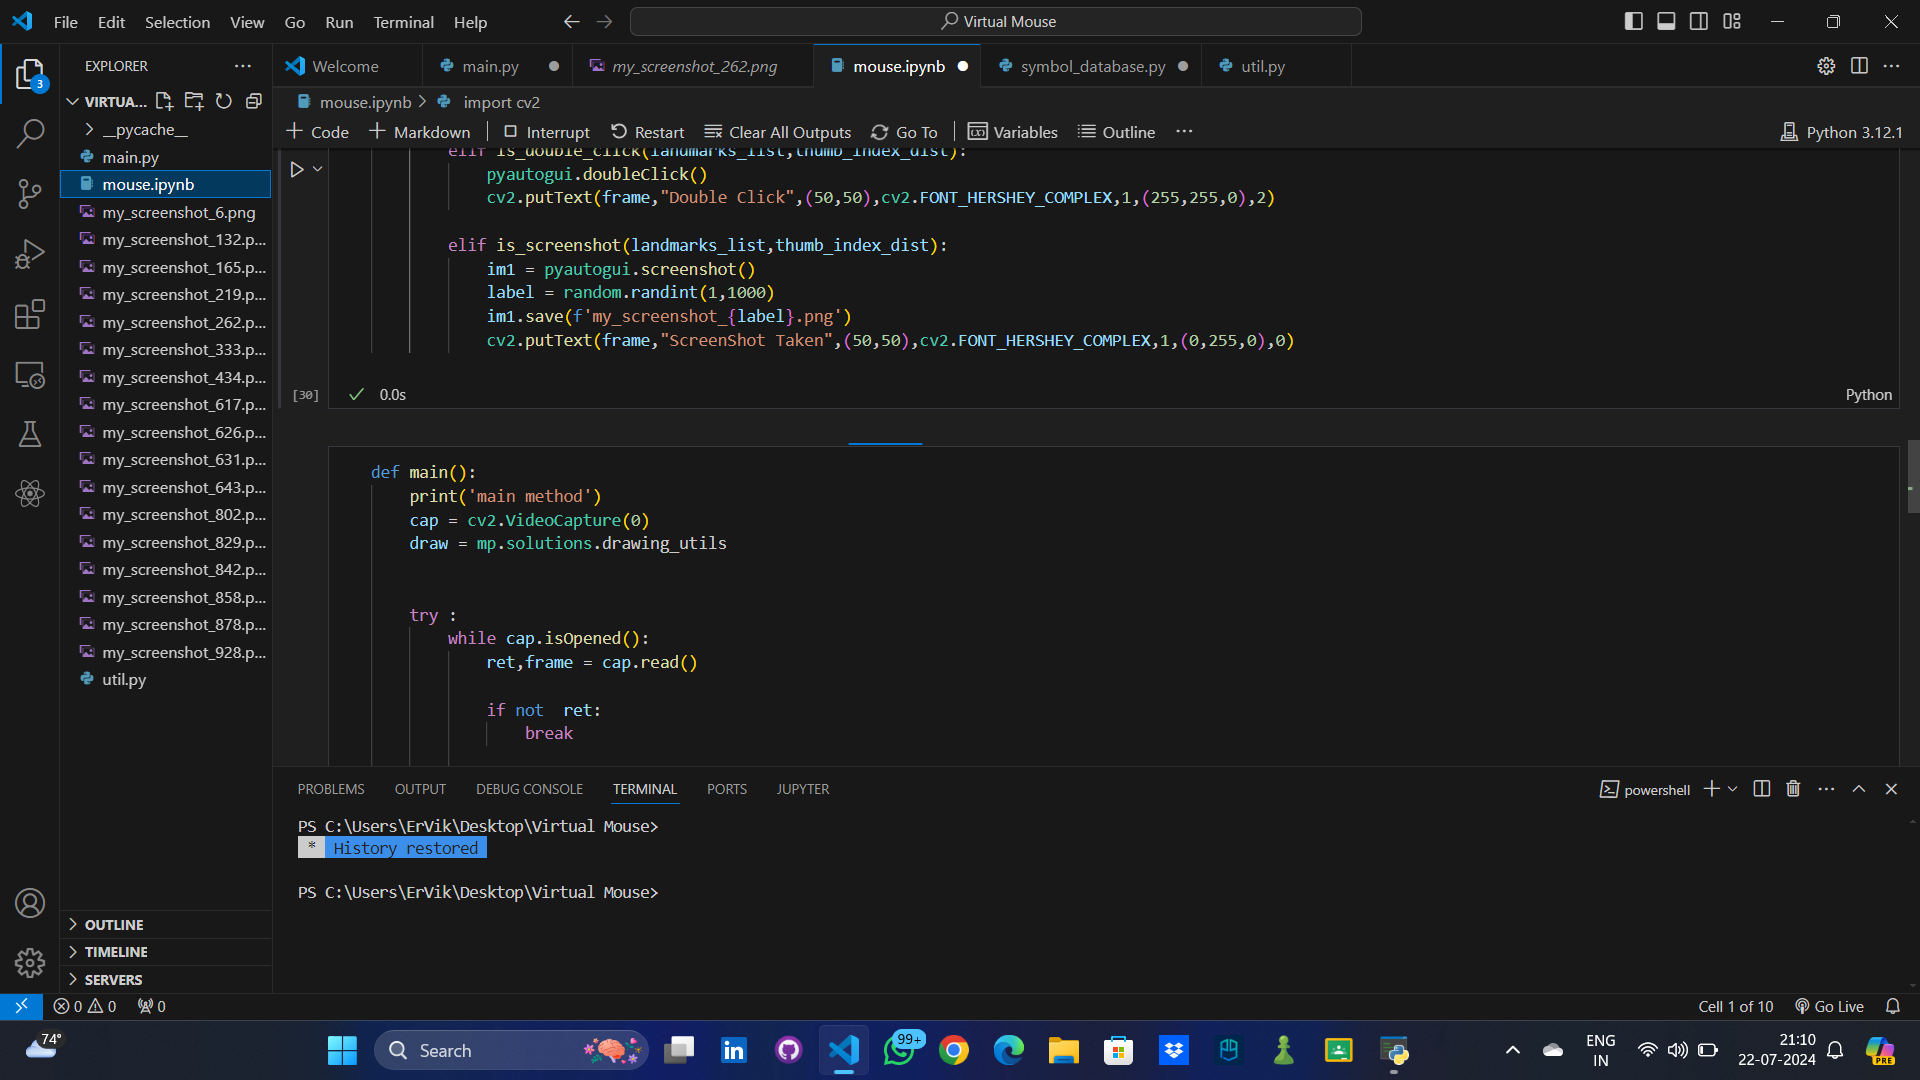 File Edit Selection View Go Run Terminal Help
Virtual Mouse
EXPLORER
Welcome
main.py
my_screenshot_262.png
mouse.ipynb
symbol_database.py
util.py
VIRTUA...
mouse.ipynb > import cv2
Code Markdown Interrupt Restart Clear All Outputs Go To Variables Outline ... Python 3.12.1
__pycache__
main.py
mouse.ipynb
my_screenshot_6.png
my_screenshot_132.p...
my_screenshot_165.p...
my_screenshot_219.p...
my_screenshot_262.p...
my_screenshot_333.p...
my_screenshot_434.p...
my_screenshot_617.p...
my_screenshot_626.p...
my_screenshot_631.p...
my_screenshot_643.p...
my_screenshot_802.p...
my_screenshot_829.p...
my_screenshot_842.p...
my_screenshot_858.p...
my_screenshot_878.p...
my_screenshot_928.p...
util.py
OUTLINE
TIMELINE
SERVERS
elif is_double_click(landmarks_list,thumb_index_dist):
pyautogui.doubleClick()
cv2.putText(frame,"Double Click",(50,50),cv2.FONT_HERSHEY_COMPLEX,1,(255,255,0),2)
elif is_screenshot(landmarks_list,thumb_index_dist):
im1 = pyautogui.screenshot()
label = random.randint(1,1000)
im1.save(f'my_screenshot_{label}.png')
cv2.putText(frame,"ScreenShot Taken",(50,50),cv2.FONT_HERSHEY_COMPLEX,1,(0,255,0),0)
[30] 0.0s Python
def main():
print('main method')
cap = cv2.VideoCapture(0)
draw = mp.solutions.drawing_utils
try :
while cap.isOpened():
ret,frame = cap.read()
if not  ret:
break
PROBLEMS OUTPUT DEBUG CONSOLE TERMINAL PORTS JUPYTER
powershell
PS C:\Users\ErVik\Desktop\Virtual Mouse>
* History restored
PS C:\Users\ErVik\Desktop\Virtual Mouse>
0 0 0
Cell 1 of 10 Go Live
74°
Search
99+
ENG
IN
21:10
22-07-2024
PRE
3